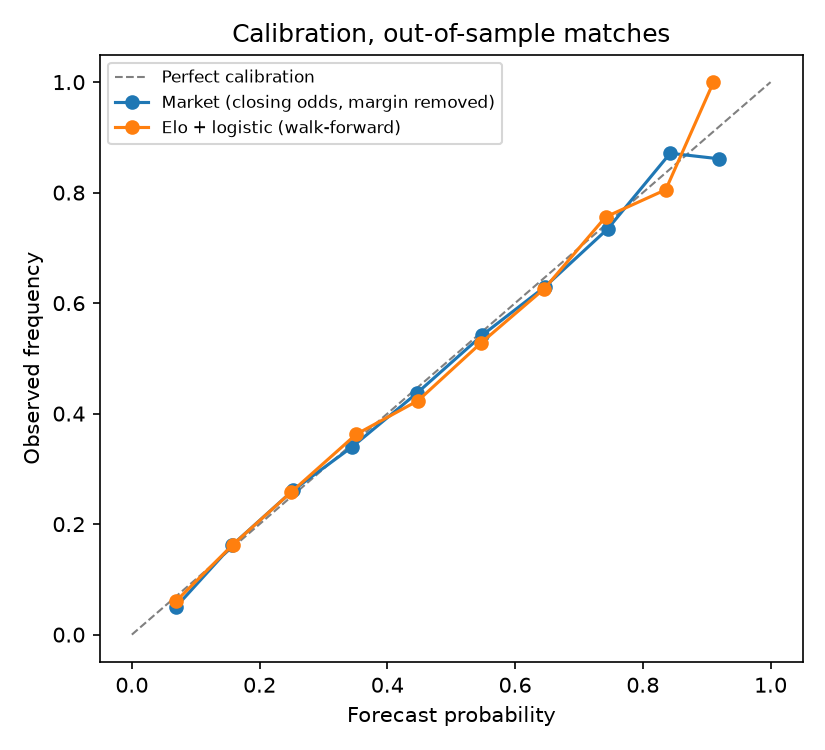 Calibration, out-of-sample matches
Perfect calibration
Market (closing odds, margin removed)
Elo + logistic (walk-forward)
1.0
0.8
0.6
0.4
0.2
0.0
Observed frequency
0.0 0.2 0.4 0.6 0.8 1.0
Forecast probability